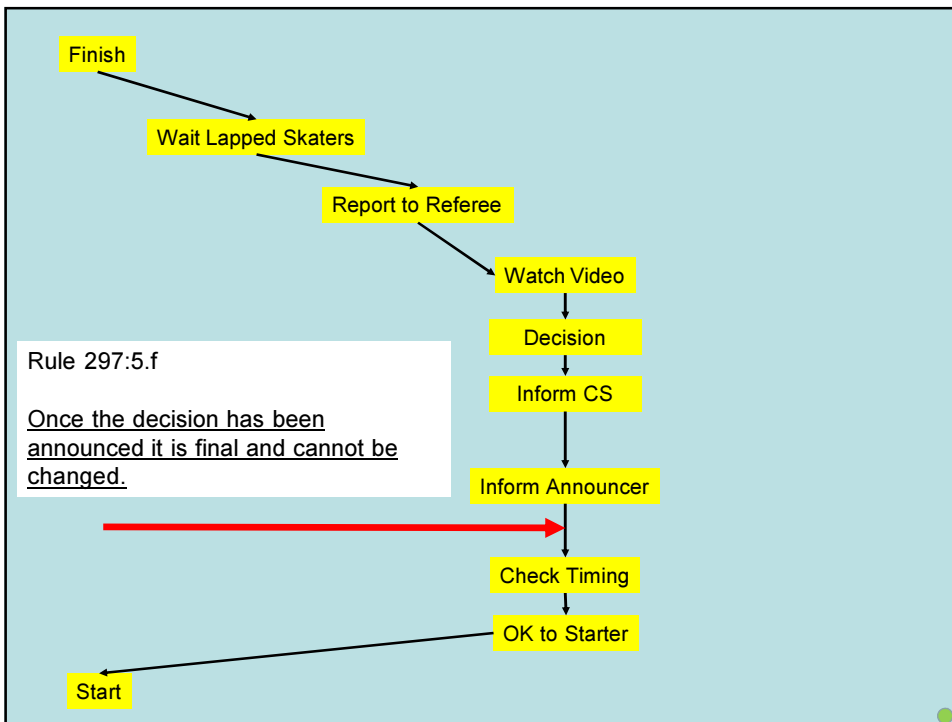 Finish
Wait Lapped Skaters
Report to Referee
Watch Video
Decision
Rule 297:5.f
Once the decision has been
announced it is final and cannot be
changed.
Inform CS
Inform Announcer
Check Timing
OK to Starter
Start